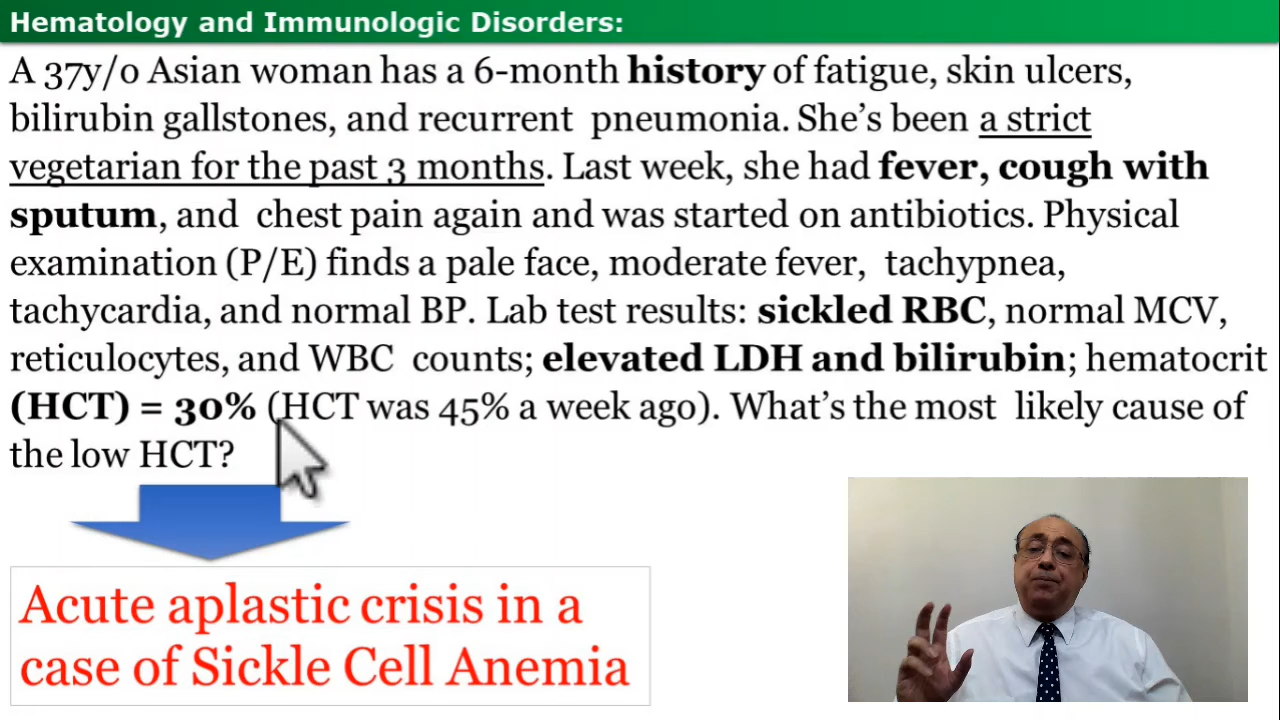 Hematology and Immunologic Disorders:
A 37y/o Asian woman has a 6-month history of fatigue, skin ulcers,
bilirubin gallstones, and recurrent pneumonia. She's been a strict
vegetarian for the past 3 months. Last week, she had fever, cough with
sputum, and chest pain again and was started on antibiotics. Physical
examination (P/E) finds a pale face, moderate fever, tachypnea,
tachycardia, and normal BP. Lab test results: sickled RBC, normal MCV,
reticulocytes, and WBC counts; elevated LDH and bilirubin; hematocrit
(HCT) = 30% (HCT was 45% a week ago). What's the most likely cause of
the low HCT?
Acute aplastic crisis in a
case of Sickle Cell Anemia